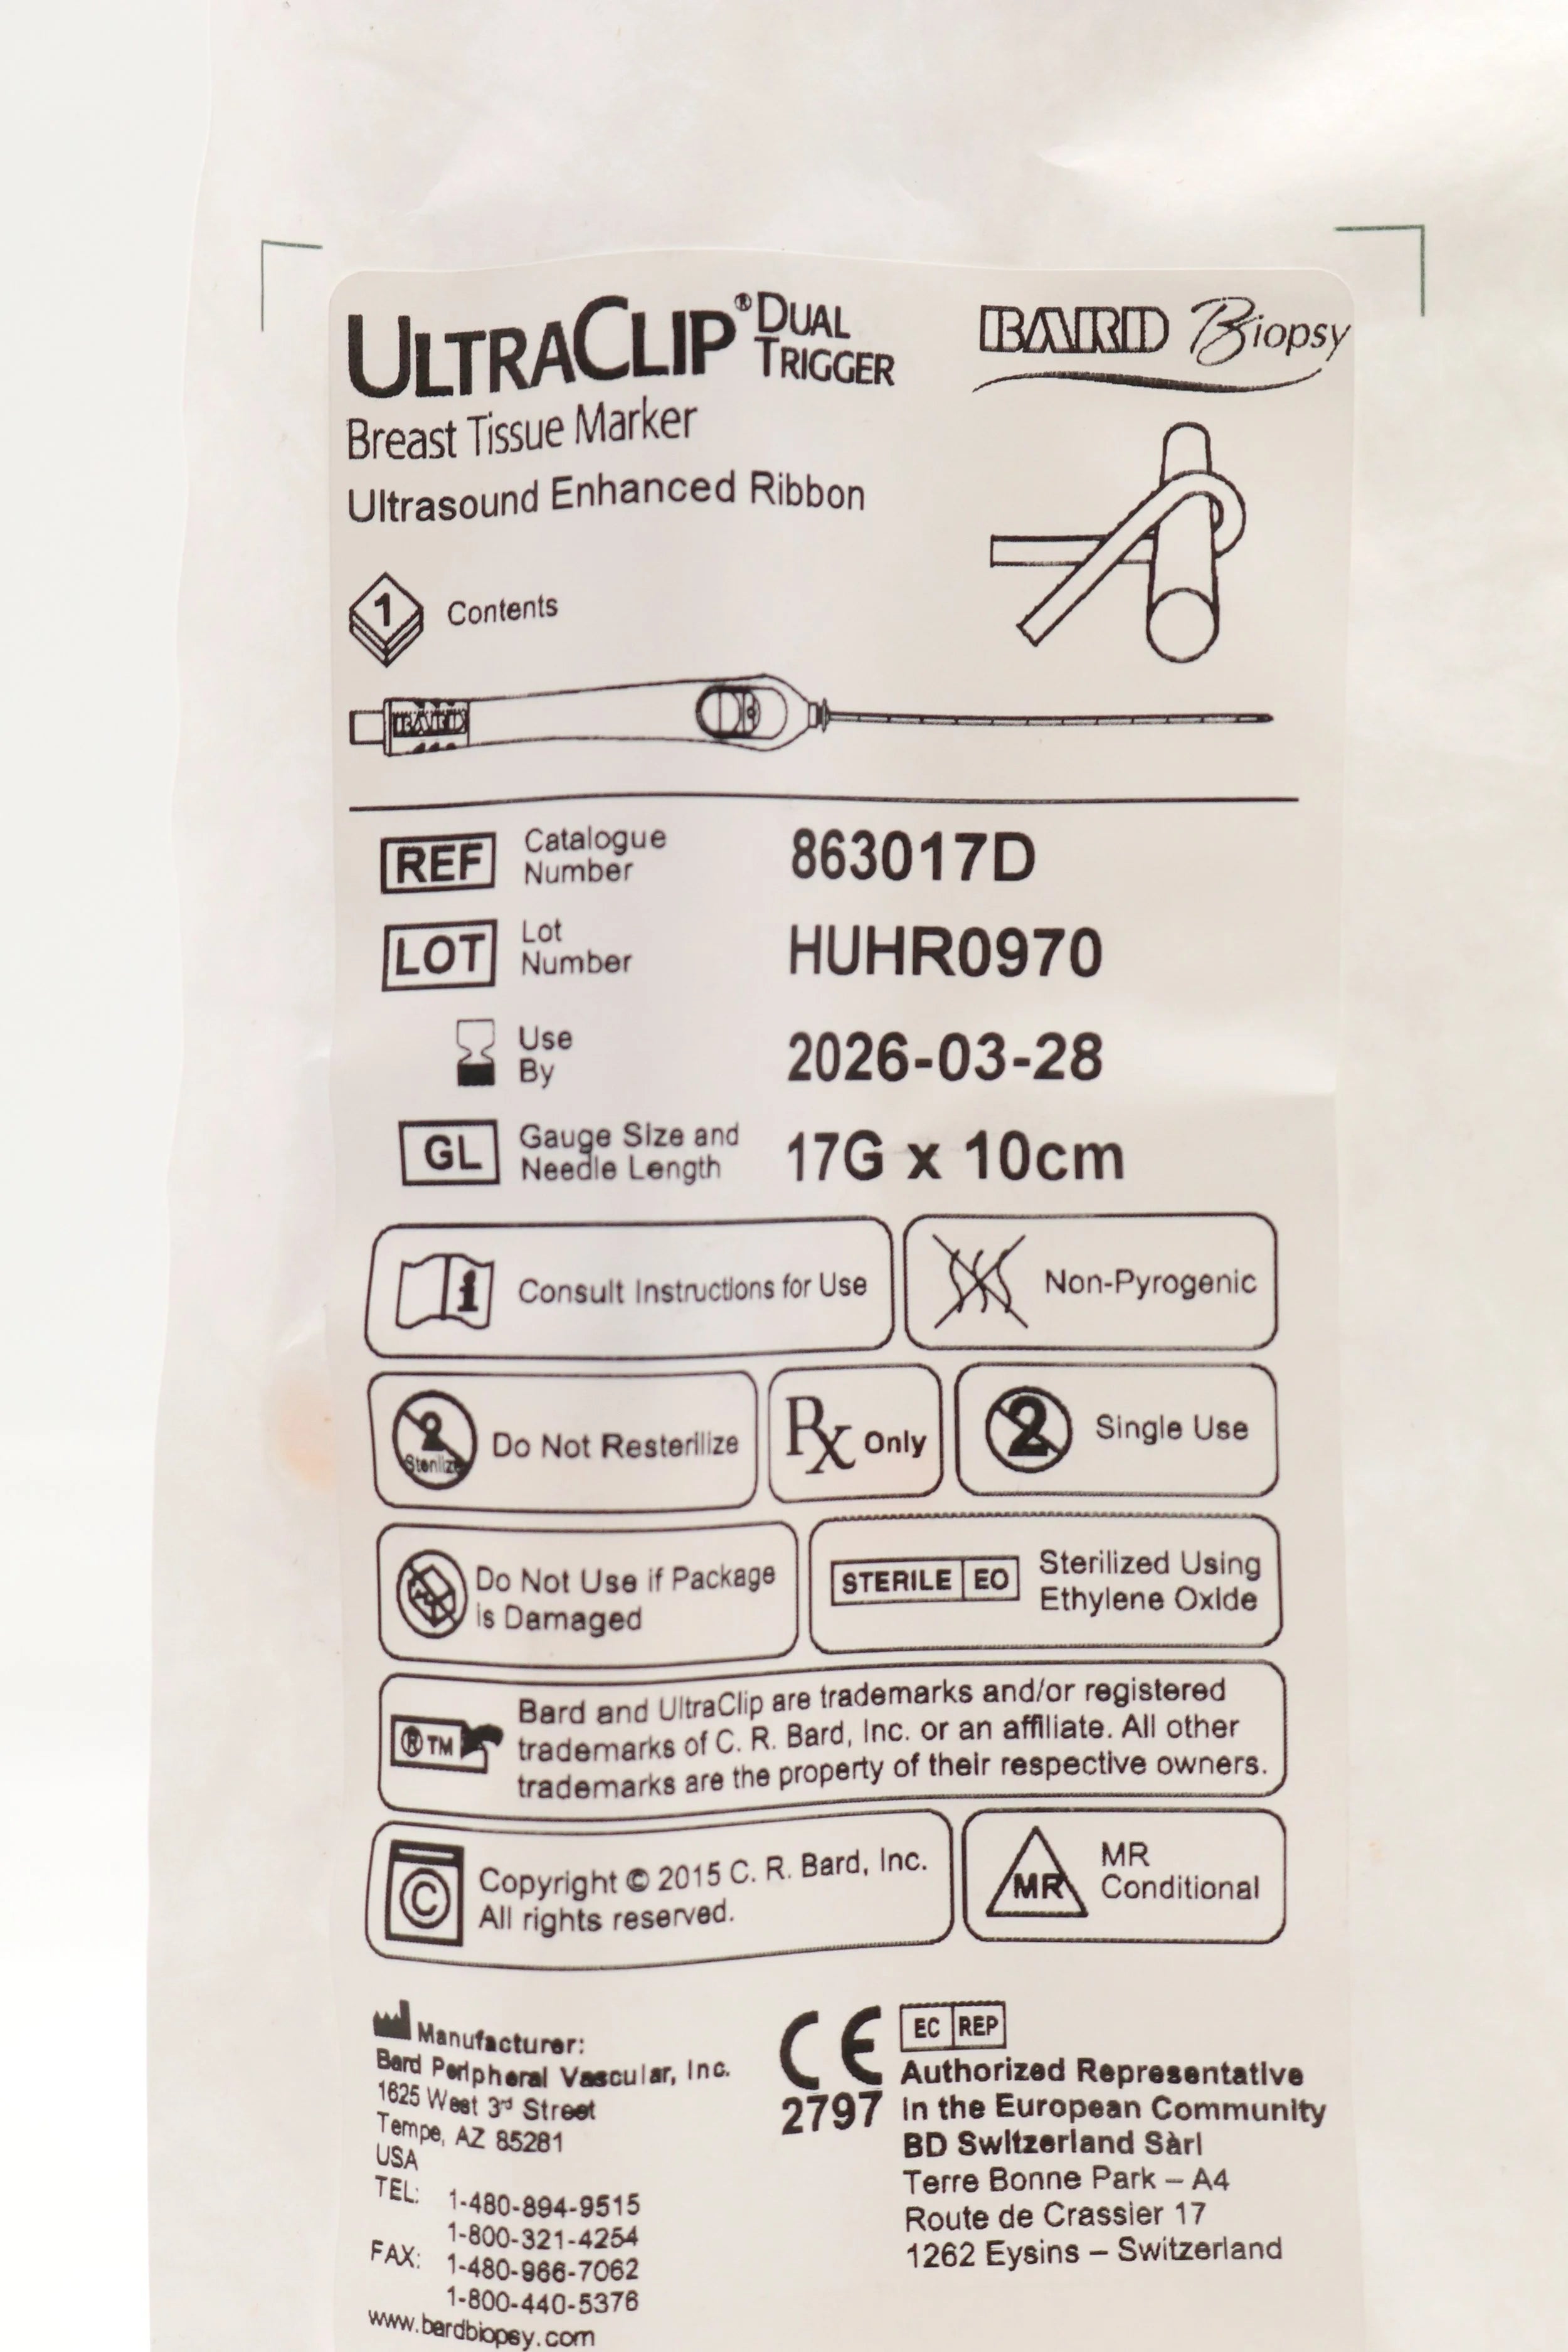 ULTRACLIP® DUAL TRIGGER
BARD Biopsy
Breast Tissue Marker
Ultrasound Enhanced Ribbon
1 Contents
BARD
REF Catalogue Number 863017D
LOT Lot Number HUHR0970
Use By 2026-03-28
GL Gauge Size and Needle Length 17G x 10cm
i Consult Instructions for Use
Non-Pyrogenic
2 Sterilize Do Not Resterilize
Rx Only
2 Single Use
Do Not Use if Package
is Damaged
STERILE EO Sterilized Using
Ethylene Oxide
® TM Bard and UltraClip are trademarks and/or registered
trademarks of C. R. Bard, Inc. or an affiliate. All other
trademarks are the property of their respective owners.
© Copyright © 2015 C. R. Bard, Inc.
All rights reserved.
MR MR
Conditional
Manufacturer:
Bard Peripheral Vascular, Inc.
1625 West 3rd Street
Tempe, AZ 85281
USA
TEL: 1-480-894-9515
1-800-321-4254
FAX: 1-480-966-7062
1-800-440-5376
www.bardbiopsy.com
CE
2797
EC REP
Authorized Representative
in the European Community
BD Switzerland Sàrl
Terre Bonne Park – A4
Route de Crassier 17
1262 Eysins – Switzerland